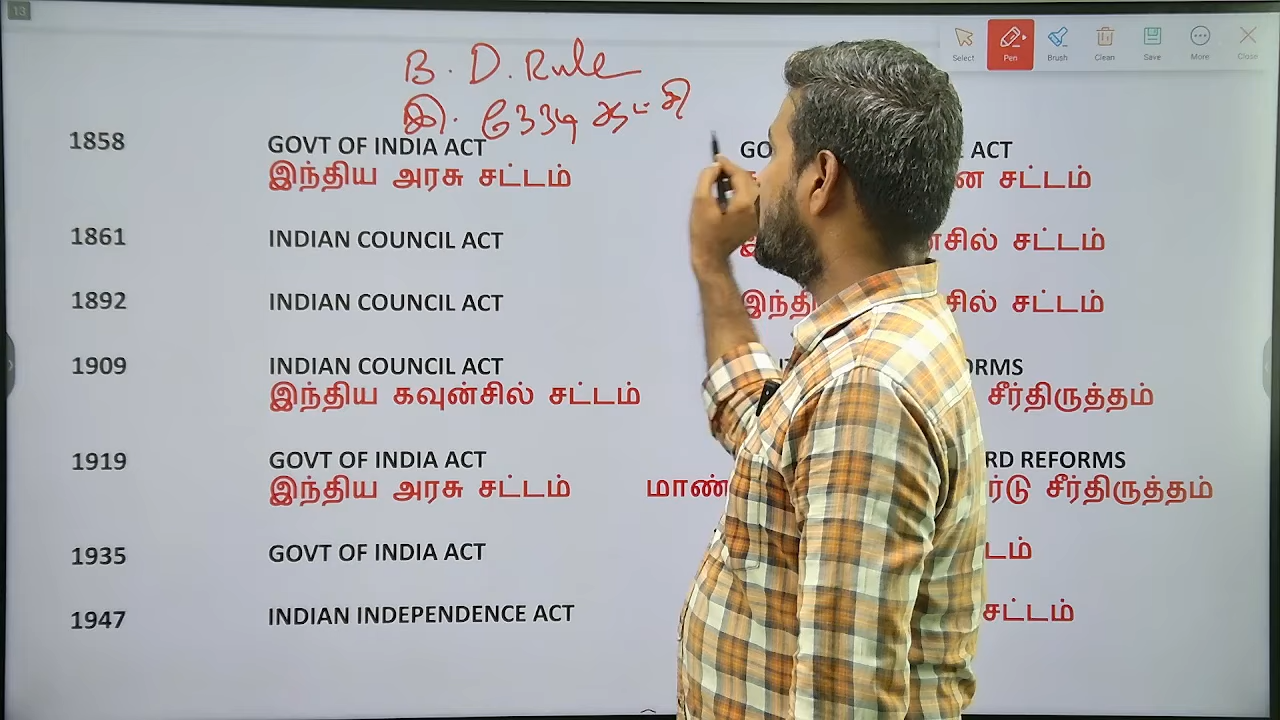 13
Select Pen Brush Clean Save More Close
B. D. Rule
இ. நேரடி ஆட்சி
1858 GOVT OF INDIA ACT ACT
இந்திய அரசு சட்டம் சட்டம்
1861 INDIAN COUNCIL ACT சட்டம்
1892 INDIAN COUNCIL ACT சட்டம்
1909 INDIAN COUNCIL ACT
இந்திய கவுன்சில் சட்டம் சீர்திருத்தம்
1919 GOVT OF INDIA ACT REFORMS
இந்திய அரசு சட்டம் சீர்திருத்தம்
1935 GOVT OF INDIA ACT
1947 INDIAN INDEPENDENCE ACT சட்டம்